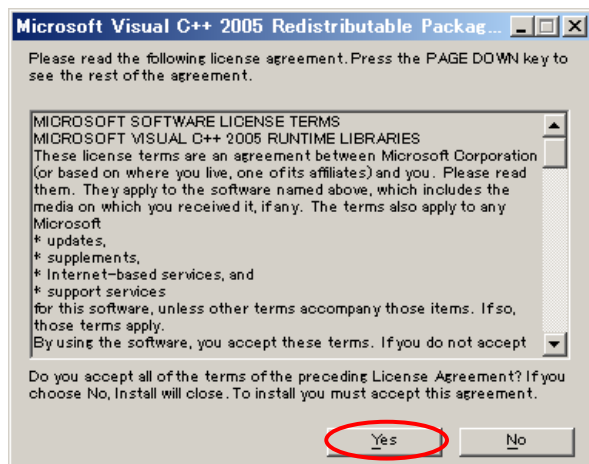 Microsoft Visual C++ 2005 Redistributable Packag...
Please read the following license agreement. Press the PAGE DOWN key to
see the rest of the agreement.
MICROSOFT SOFTWARE LICENSE TERMS
MICROSOFT VISUAL C++ 2005 RUNTIME LIBRARIES
These license terms are an agreement between Microsoft Corporation
(or based on where you live, one of its affiliates) and you. Please read
them. They apply to the software named above, which includes the
media on which you received it, if any. The terms also apply to any
Microsoft
* updates,
* supplements,
* Internet-based services, and
* support services
for this software, unless other terms accompany those items. If so,
those terms apply.
By using the software, you accept these terms. If you do not accept
Do you accept all of the terms of the preceding License Agreement? If you
choose No, Install will close. To install you must accept this agreement.
Yes No